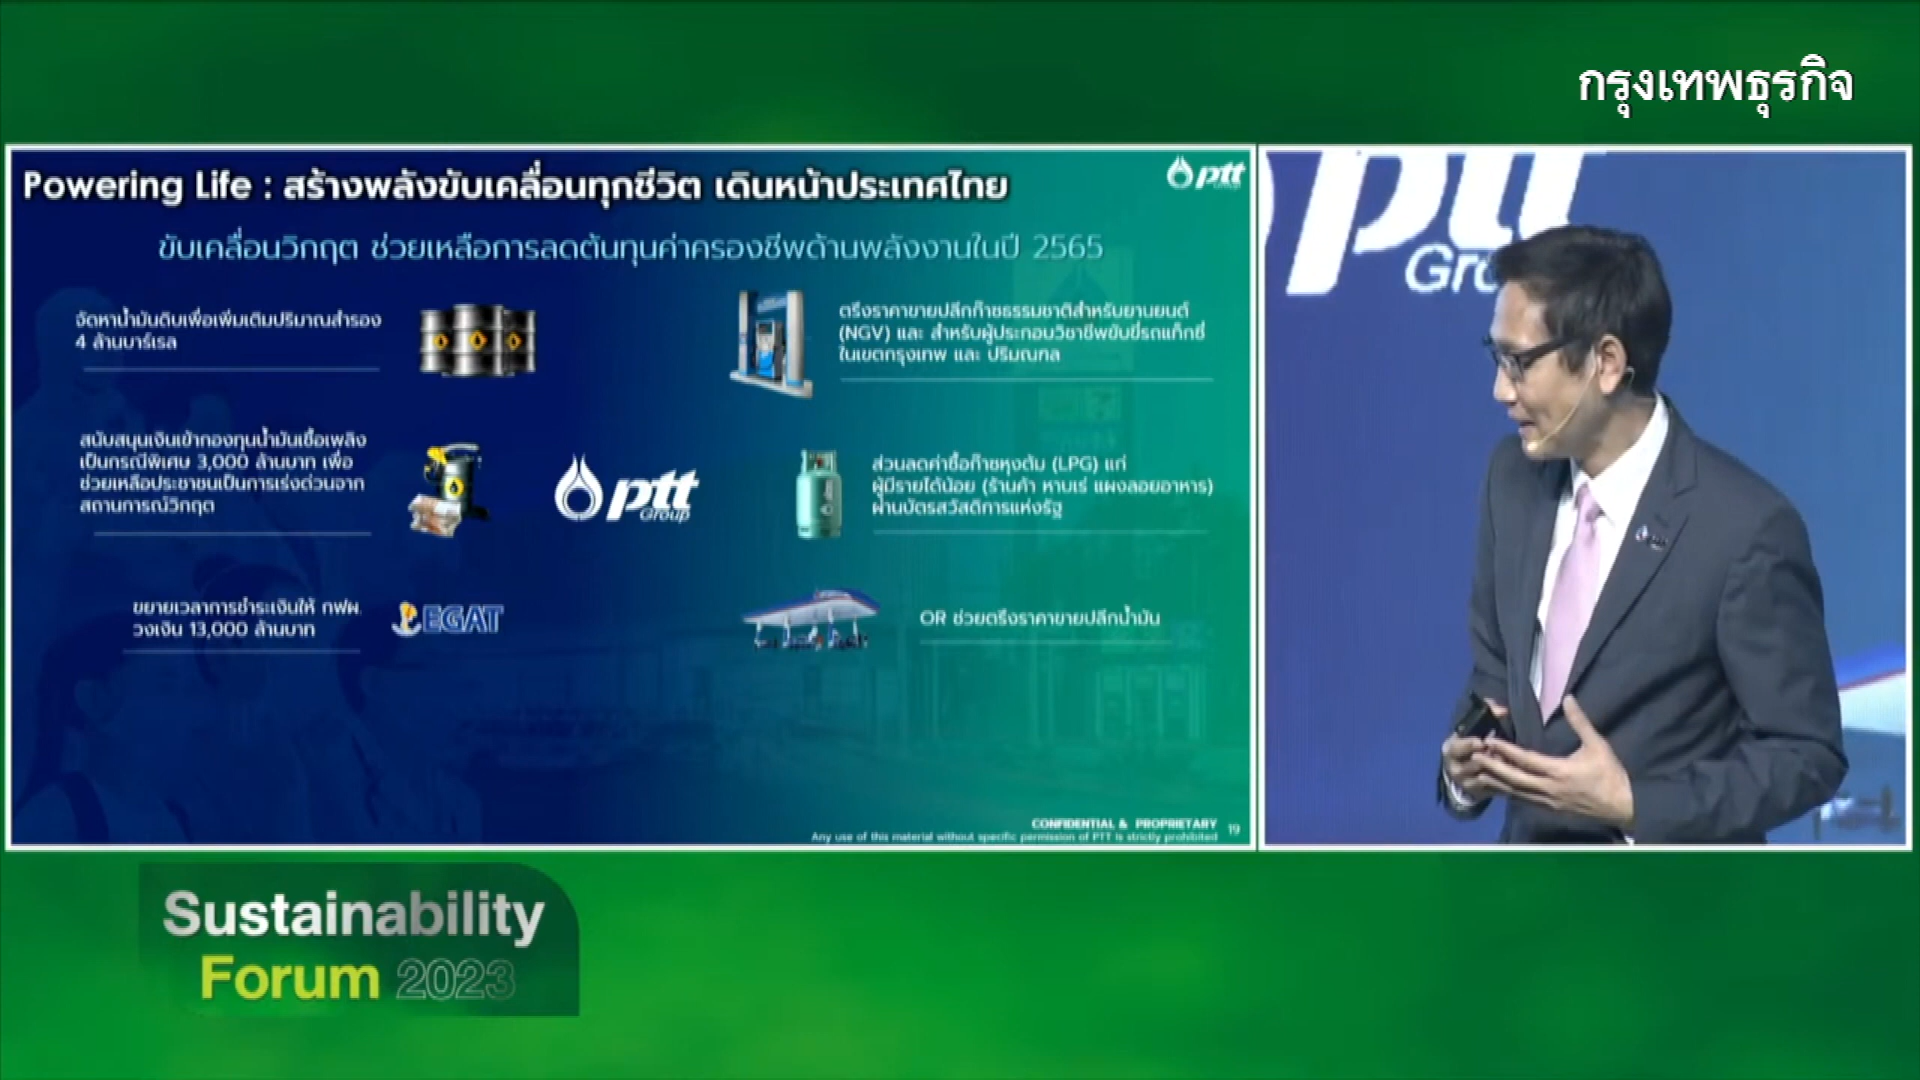 กรุงเทพธุรกิจ
Powering Life : สร้างพลังขับเคลื่อนทุกชีวิต เดินหน้าประเทศไทย
ptt
GROUP
ขับเคลื่อนวิกฤต ช่วยเหลือการลดต้นทุนค่าครองชีพด้านพลังงานในปี 2565
จัดหาน้ำมันดิบเพื่อเพิ่มเติมปริมาณสำรอง
4 ล้านบาร์เรล
สนับสนุนเงินเข้ากองทุนน้ำมันเชื้อเพลิง
เป็นกรณีพิเศษ 3,000 ล้านบาท เพื่อ
ช่วยเหลือประชาชนเป็นการเร่งด่วนจาก
สถานการณ์วิกฤต
ขยายเวลาการชำระเงินให้ กฟผ.
วงเงิน 13,000 ล้านบาท
EGAT
ptt
Group
ตรึงราคาขายปลีกก๊าซธรรมชาติสำหรับยานยนต์
(NGV) และ สำหรับผู้ประกอบวิชาชีพขับขี่รถแท็กซี่
ในเขตกรุงเทพ และ ปริมณฑล
ส่วนลดค่าซื้อก๊าซหุงต้ม (LPG) แก่
ผู้มีรายได้น้อย (ร้านค้า หาบเร่ แผงลอยอาหาร)
ผ่านบัตรสวัสดิการแห่งรัฐ
OR ช่วยตรึงราคาขายปลีกน้ำมัน
CONFIDENTIAL & PROPRIETARY
Any use of this material without specific permission of PTT is strictly prohibited
19
ptt
Gro
Sustainability
Forum 2023